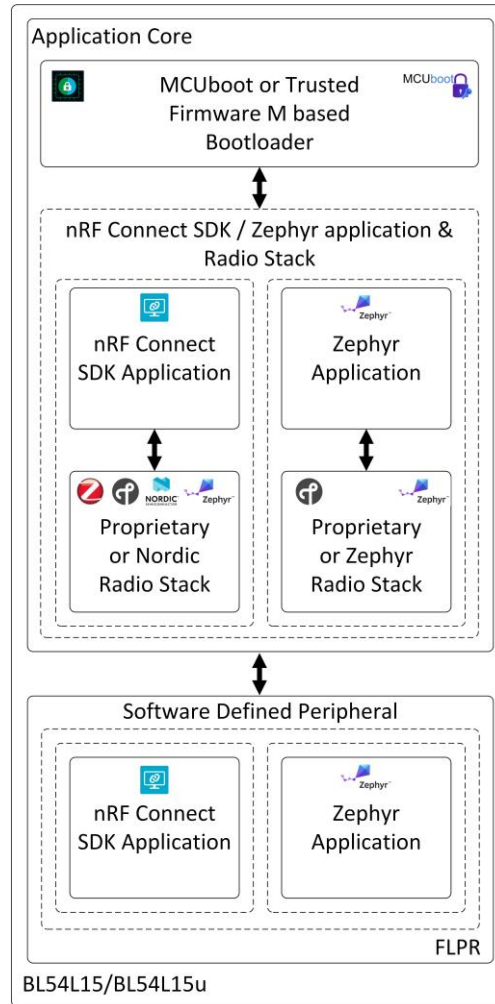 Application Core
MCUboot or Trusted
Firmware M based
Bootloader
MCUboot
nRF Connect SDK / Zephyr application &
Radio Stack
nRF Connect
SDK Application
Zephyr
Zephyr
Application
NORDIC
Zephyr
Proprietary
or Nordic
Radio Stack
Zephyr
Proprietary
or Zephyr
Radio Stack
Software Defined Peripheral
nRF Connect
SDK Application
Zephyr
Zephyr
Application
FLPR
BL54L15/BL54L15u